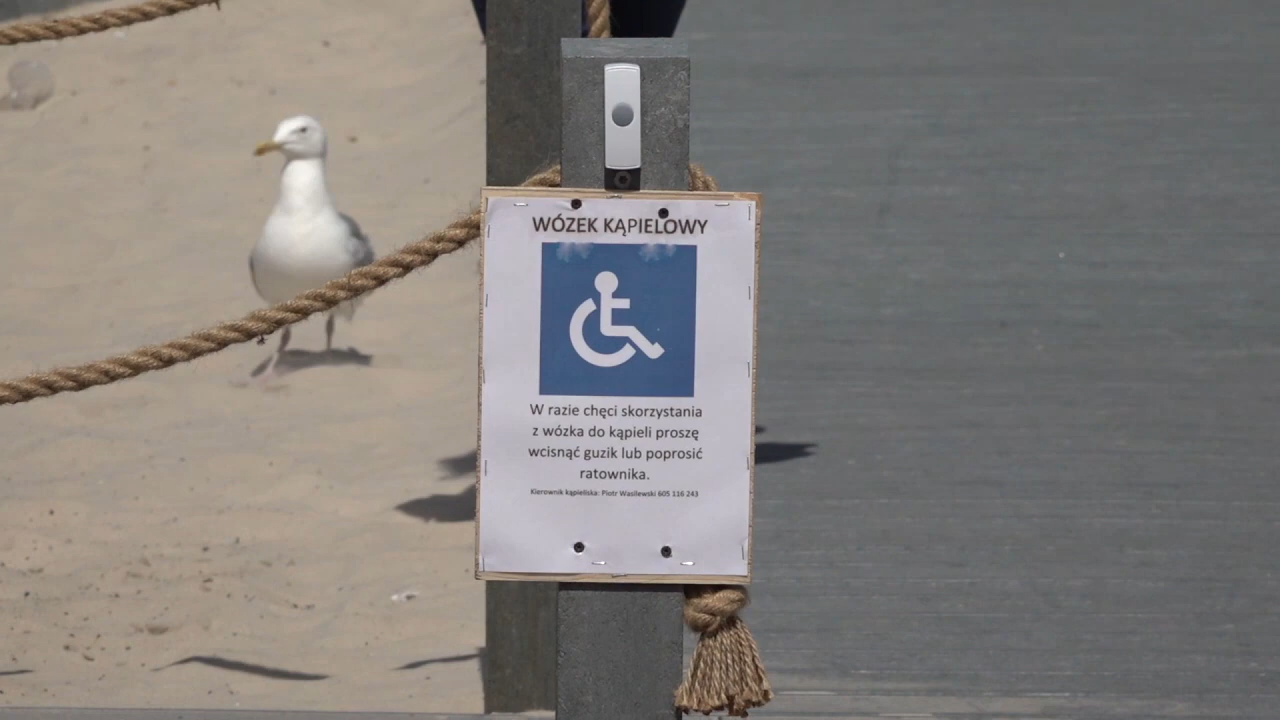 WÓZEK KĄPIELOWY
W razie chęci skorzystania
z wózka do kąpieli proszę
wcisnąć guzik lub poprosić
ratownika.
Kierownik kąpieliska: Piotr Wasilewski 605 116 243